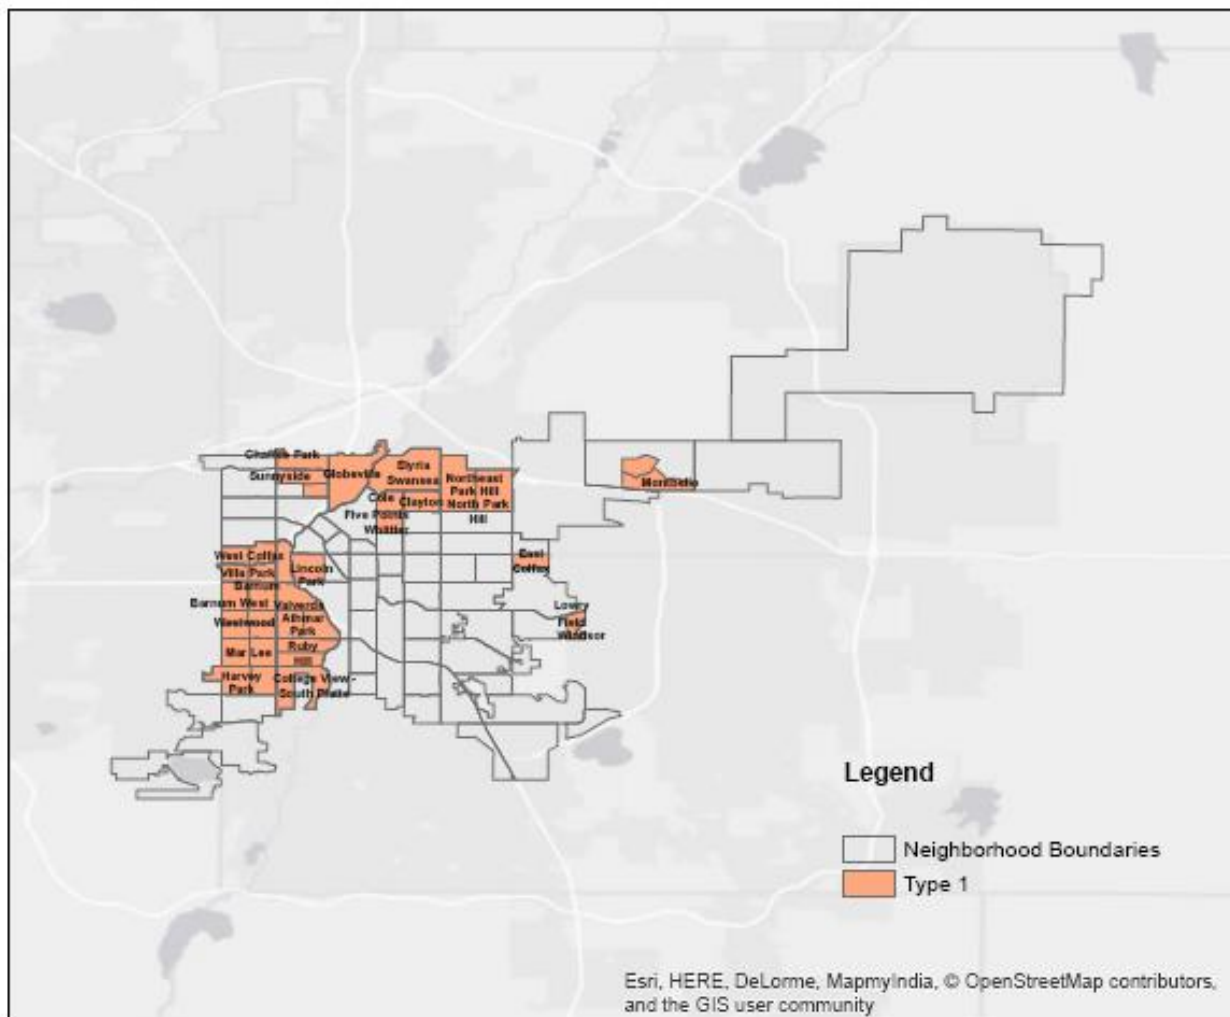 Chaffee Park
Sunnyside
Globeville
Elyria
Swansea
Northeast
Park Hill
North Park
Hill
Cole
Clayton
Five Points
Whittier
Montbello
West Colfax
Villa Park
Lincoln
Park
Barnum
Barnum West
Valverde
Athmar
Park
Westwood
Ruby
Hill
Mar Lee
Harvey
Park
College View -
South Platte
East
Colfax
Lowry
Field
Windsor
Legend
Neighborhood Boundaries
Type 1
Esri, HERE, DeLorme, MapmyIndia, © OpenStreetMap contributors,
and the GIS user community